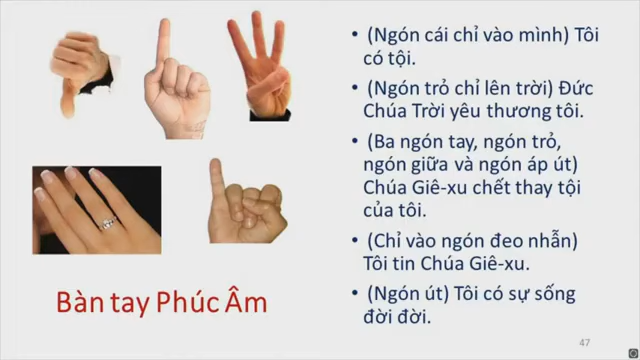 • (Ngón cái chỉ vào mình) Tôi
có tội.
• (Ngón trỏ chỉ lên trời) Đức
Chúa Trời yêu thương tôi.
• (Ba ngón tay, ngón trỏ,
ngón giữa và ngón áp út)
Chúa Giê-xu chết thay tội
của tôi.
• (Chỉ vào ngón đeo nhẫn)
Tôi tin Chúa Giê-xu.
• (Ngón út) Tôi có sự sống
đời đời.
Bàn tay Phúc Âm
47